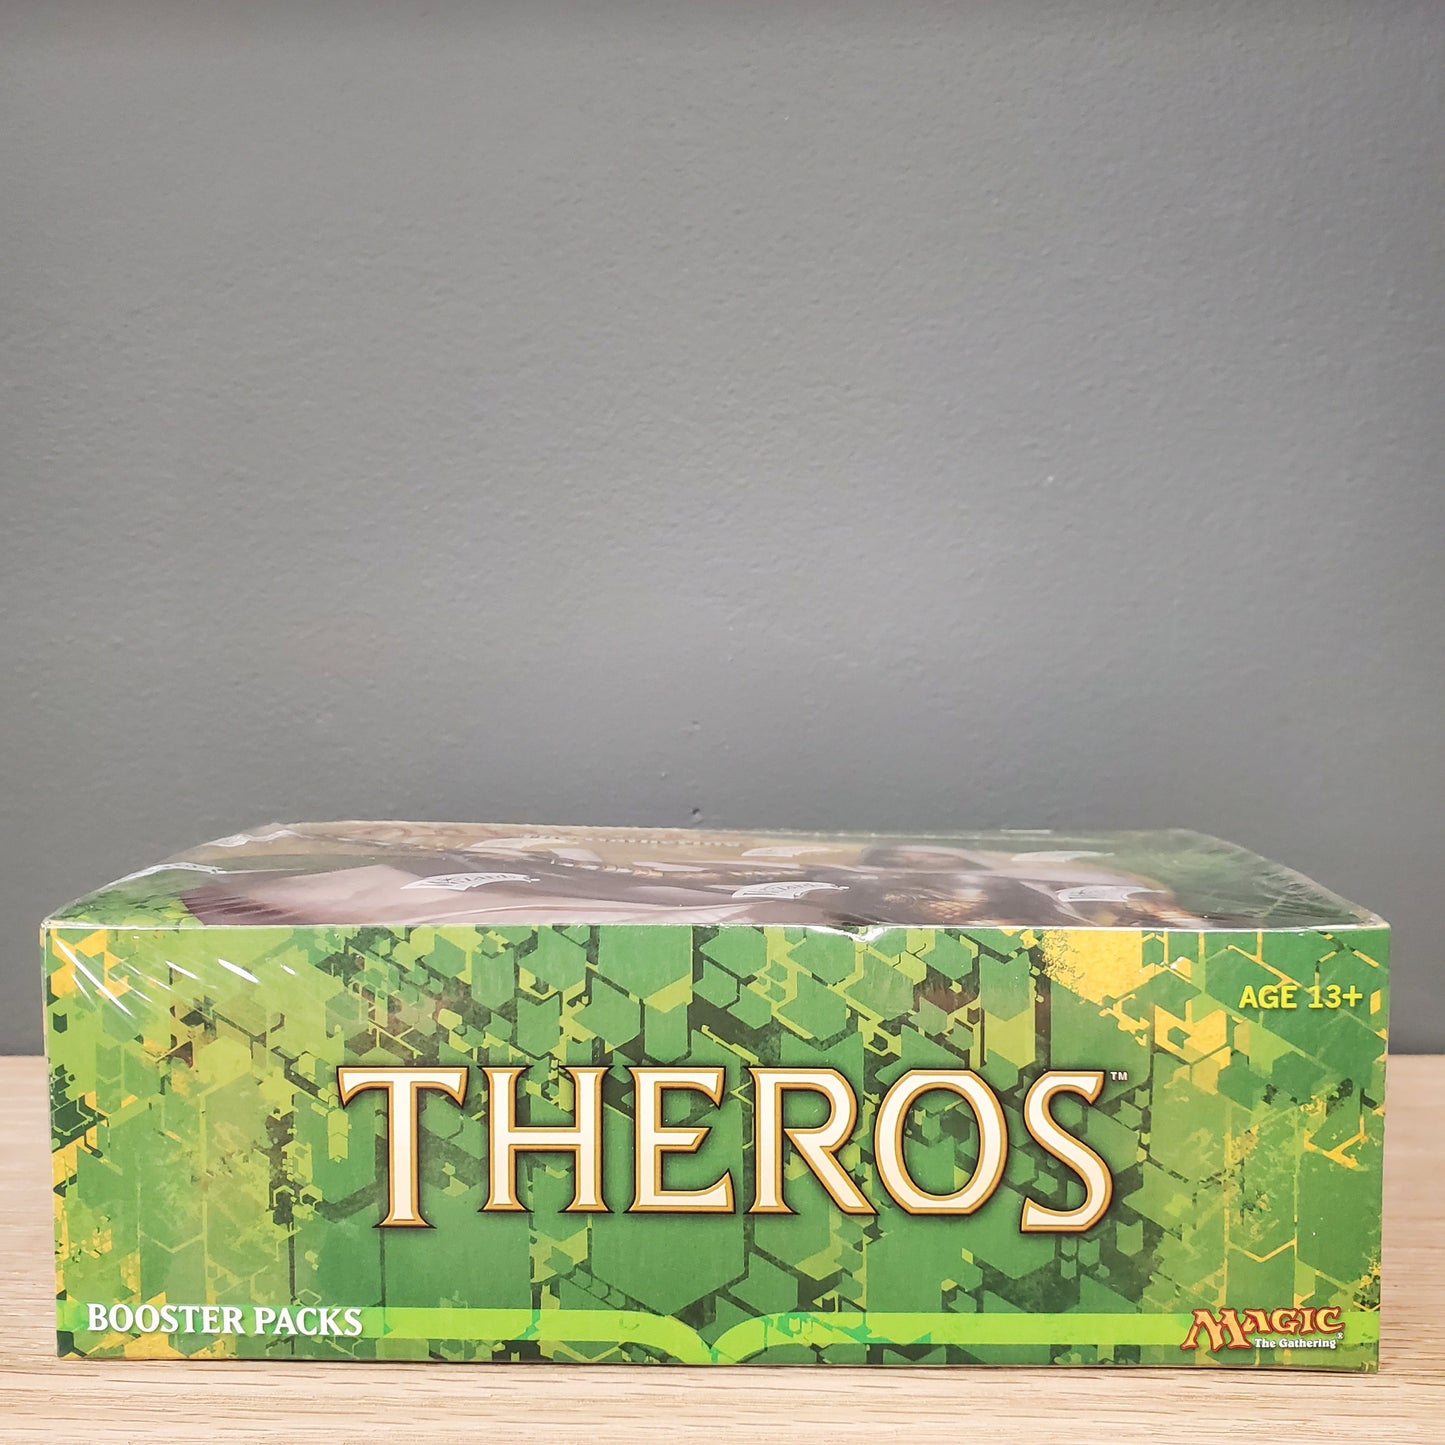 AGE 13+
THEROS™
BOOSTER PACKS
MAGIC
The Gathering®